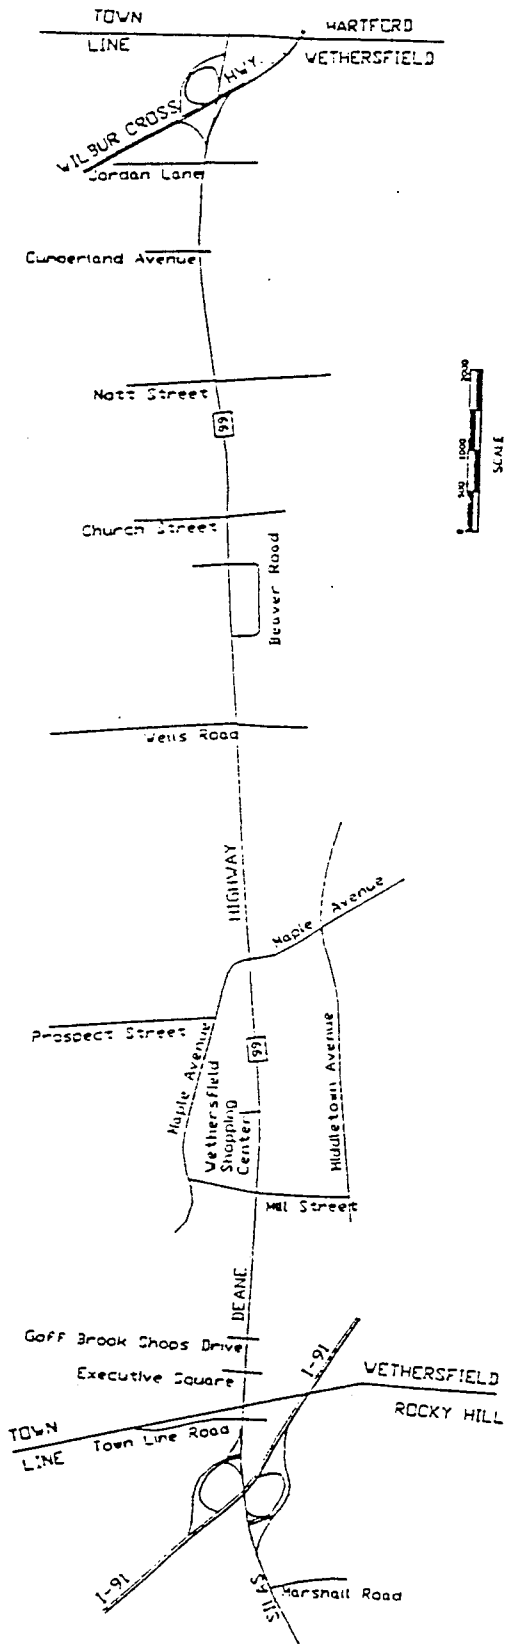 TOWN
LINE
HARTFORD
WETHERSFIELD
WILBUR CROSS HWY.
Jordan Lane
Cumberland Avenue
Nott Street
99
2000
1000
500
0
SCALE
Church Street
Beaver Road
Wells Road
HIGHWAY
Maple Avenue
Prospect Street
99
Maple Avenue
Wethersfield
Shopping
Center
Middletown Avenue
Mill Street
DEANE
Goff Brook Shops Drive
I-91
Executive Square
WETHERSFIELD
ROCKY HILL
TOWN
LINE
Town Line Road
I-91
SILAS
Marshall Road